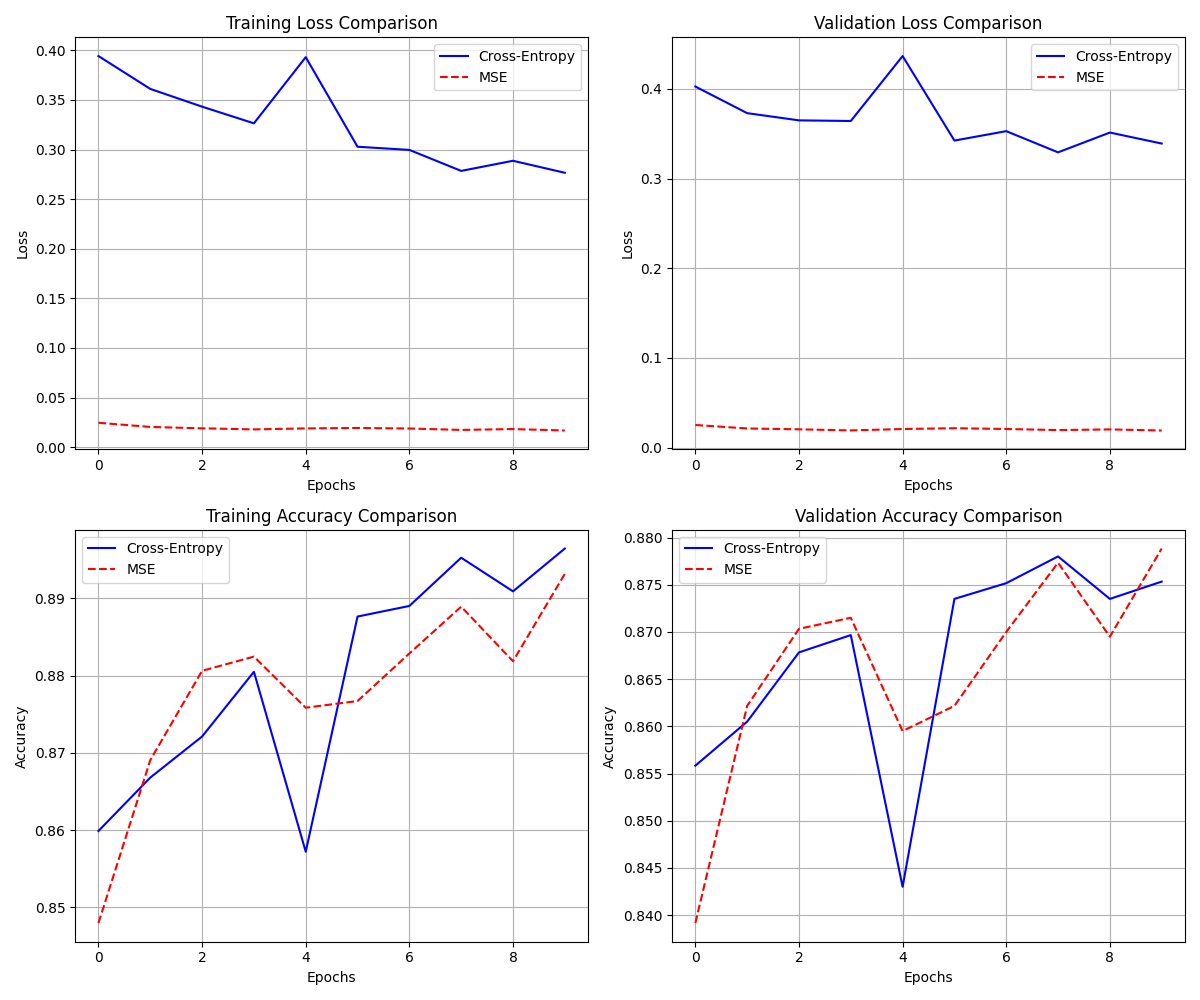 Training Loss Comparison
0.40
0.35
0.30
0.25
0.20
0.15
0.10
0.05
0.00
Loss
Cross-Entropy
MSE
0
2
4
6
8
Epochs
Validation Loss Comparison
0.4
0.3
0.2
0.1
0.0
Loss
Cross-Entropy
MSE
0
2
4
6
8
Epochs
Training Accuracy Comparison
0.89
0.88
0.87
0.86
0.85
Accuracy
Cross-Entropy
MSE
0
2
4
6
8
Epochs
Validation Accuracy Comparison
0.880
0.875
0.870
0.865
0.860
0.855
0.850
0.845
0.840
Accuracy
Cross-Entropy
MSE
0
2
4
6
8
Epochs